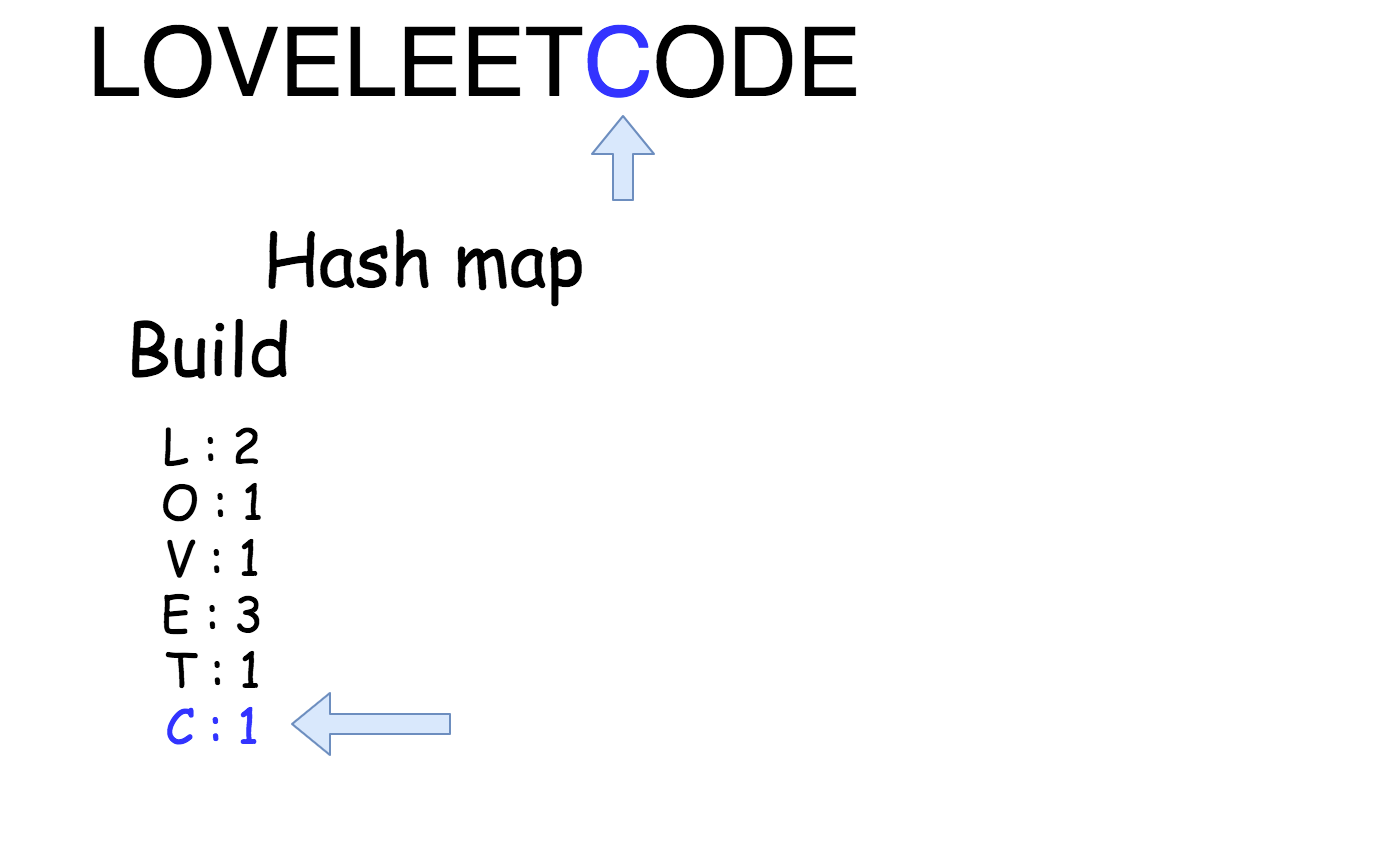 LOVELEETCODE
Hash map
Build
L : 2
O : 1
V : 1
E : 3
T : 1
C : 1